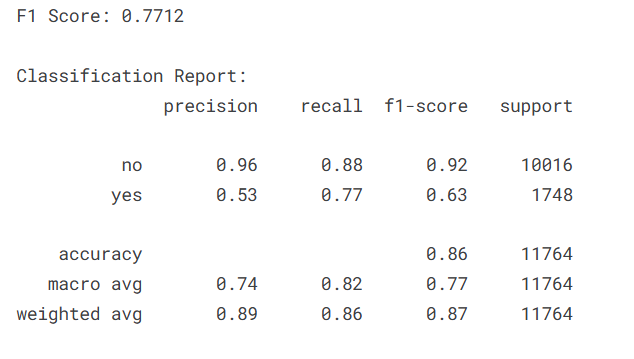 F1 Score: 0.7712
Classification Report:
precision recall f1-score support
no 0.96 0.88 0.92 10016
yes 0.53 0.77 0.63 1748
accuracy 0.86 11764
macro avg 0.74 0.82 0.77 11764
weighted avg 0.89 0.86 0.87 11764